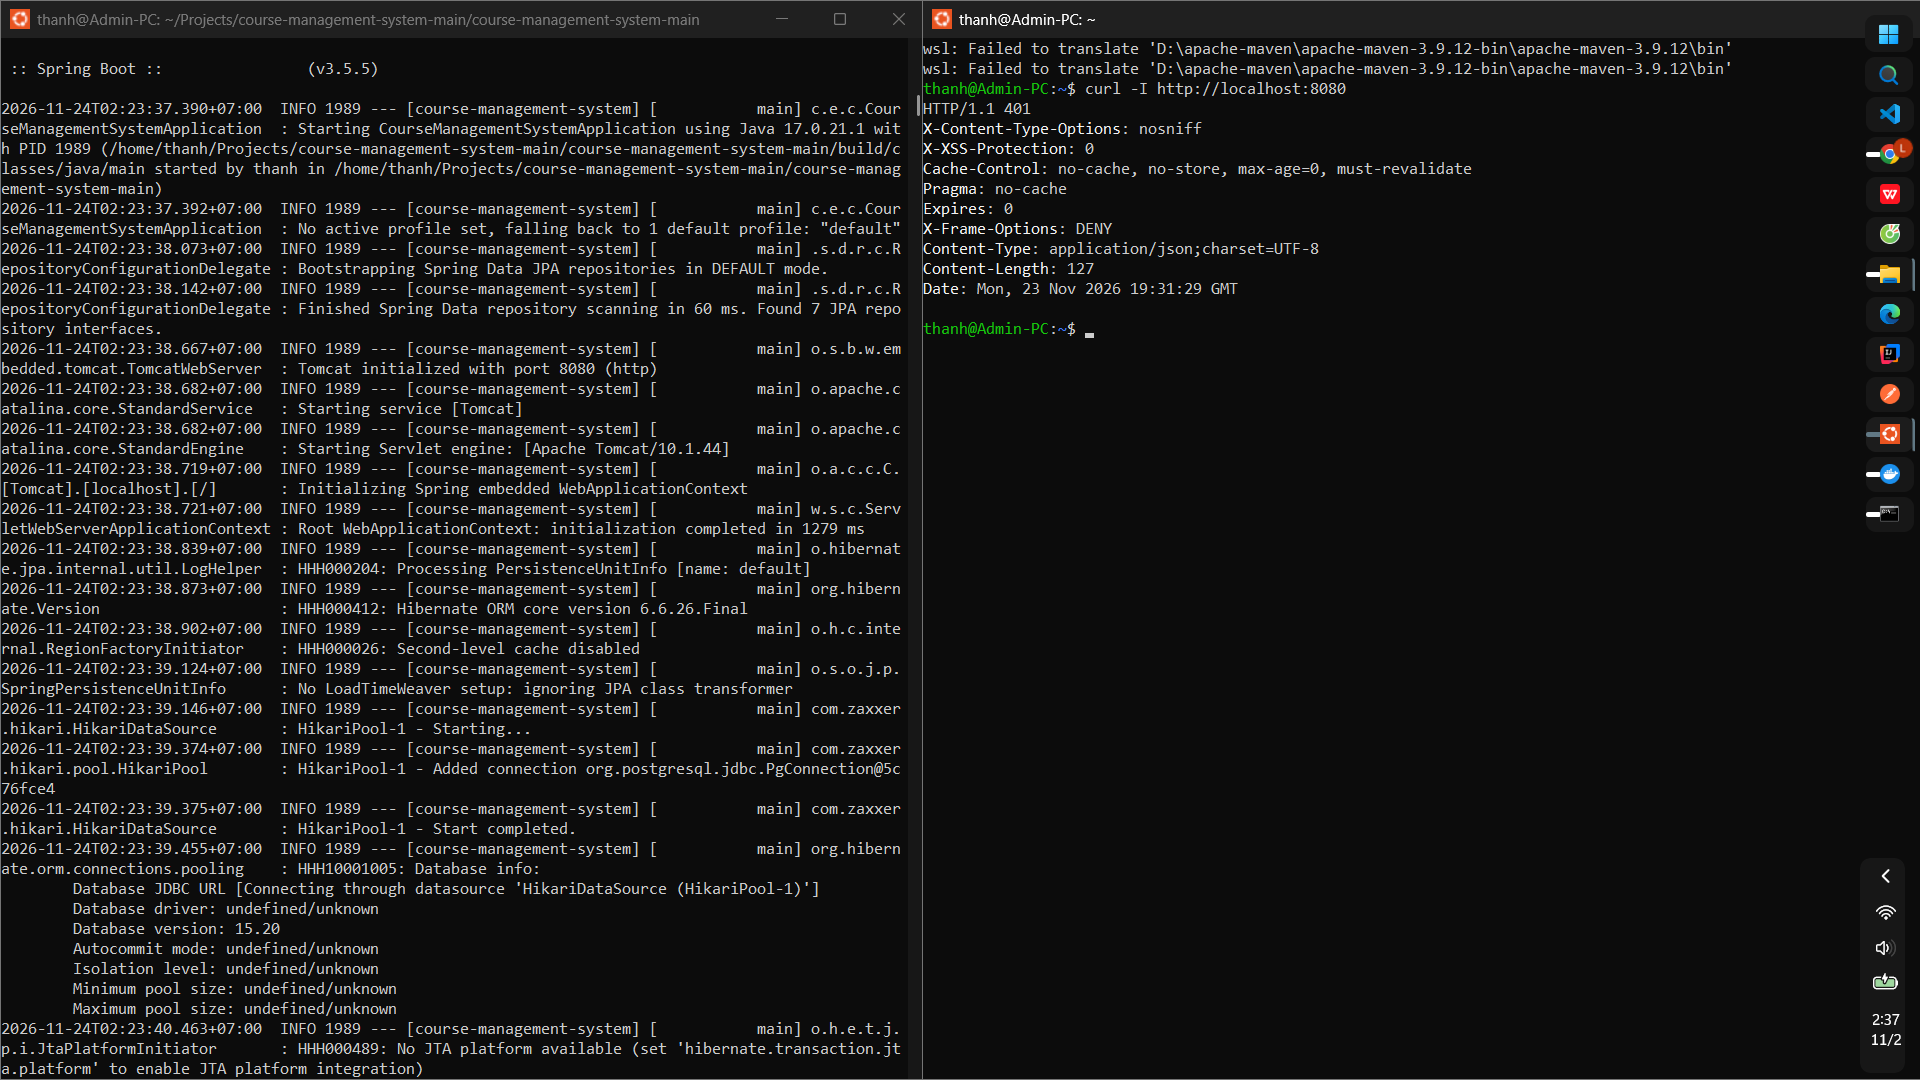 thanh@Admin-PC: ~/Projects/course-management-system-main/course-management-system-main
:: Spring Boot ::                (v3.5.5)
2026-11-24T02:23:37.390+07:00  INFO 1989 --- [course-management-system] [           main] c.e.c.Cour
seManagementSystemApplication  : Starting CourseManagementSystemApplication using Java 17.0.21.1 wit
h PID 1989 (/home/thanh/Projects/course-management-system-main/course-management-system-main/build/c
lasses/java/main started by thanh in /home/thanh/Projects/course-management-system-main/course-manag
ement-system-main)
2026-11-24T02:23:37.392+07:00  INFO 1989 --- [course-management-system] [           main] c.e.c.Cour
seManagementSystemApplication  : No active profile set, falling back to 1 default profile: "default"
2026-11-24T02:23:38.073+07:00  INFO 1989 --- [course-management-system] [           main] .s.d.r.c.R
epositoryConfigurationDelegate : Bootstrapping Spring Data JPA repositories in DEFAULT mode.
2026-11-24T02:23:38.142+07:00  INFO 1989 --- [course-management-system] [           main] .s.d.r.c.R
epositoryConfigurationDelegate : Finished Spring Data repository scanning in 60 ms. Found 7 JPA repo
sitory interfaces.
2026-11-24T02:23:38.667+07:00  INFO 1989 --- [course-management-system] [           main] o.s.b.w.em
bedded.tomcat.TomcatWebServer  : Tomcat initialized with port 8080 (http)
2026-11-24T02:23:38.682+07:00  INFO 1989 --- [course-management-system] [           main] o.apache.c
atalina.core.StandardService   : Starting service [Tomcat]
2026-11-24T02:23:38.682+07:00  INFO 1989 --- [course-management-system] [           main] o.apache.c
atalina.core.StandardEngine    : Starting Servlet engine: [Apache Tomcat/10.1.44]
2026-11-24T02:23:38.719+07:00  INFO 1989 --- [course-management-system] [           main] o.a.c.c.C.
[Tomcat].[localhost].[/]       : Initializing Spring embedded WebApplicationContext
2026-11-24T02:23:38.721+07:00  INFO 1989 --- [course-management-system] [           main] w.s.c.Serv
letWebServerApplicationContext : Root WebApplicationContext: initialization completed in 1279 ms
2026-11-24T02:23:38.839+07:00  INFO 1989 --- [course-management-system] [           main] o.hibernat
e.jpa.internal.util.LogHelper  : HHH000204: Processing PersistenceUnitInfo [name: default]
2026-11-24T02:23:38.873+07:00  INFO 1989 --- [course-management-system] [           main] org.hibern
ate.Version                    : HHH000412: Hibernate ORM core version 6.6.26.Final
2026-11-24T02:23:38.902+07:00  INFO 1989 --- [course-management-system] [           main] o.h.c.inte
rnal.RegionFactoryInitiator    : HHH000026: Second-level cache disabled
2026-11-24T02:23:39.124+07:00  INFO 1989 --- [course-management-system] [           main] o.s.o.j.p.
SpringPersistenceUnitInfo      : No LoadTimeWeaver setup: ignoring JPA class transformer
2026-11-24T02:23:39.146+07:00  INFO 1989 --- [course-management-system] [           main] com.zaxxer
.hikari.HikariDataSource       : HikariPool-1 - Starting...
2026-11-24T02:23:39.374+07:00  INFO 1989 --- [course-management-system] [           main] com.zaxxer
.hikari.pool.HikariPool        : HikariPool-1 - Added connection org.postgresql.jdbc.PgConnection@5c
76fce4
2026-11-24T02:23:39.375+07:00  INFO 1989 --- [course-management-system] [           main] com.zaxxer
.hikari.HikariDataSource       : HikariPool-1 - Start completed.
2026-11-24T02:23:39.455+07:00  INFO 1989 --- [course-management-system] [           main] org.hibern
ate.orm.connections.pooling    : HHH10001005: Database info:
        Database JDBC URL [Connecting through datasource 'HikariDataSource (HikariPool-1)']
        Database driver: undefined/unknown
        Database version: 15.20
        Autocommit mode: undefined/unknown
        Isolation level: undefined/unknown
        Minimum pool size: undefined/unknown
        Maximum pool size: undefined/unknown
2026-11-24T02:23:40.463+07:00  INFO 1989 --- [course-management-system] [           main] o.h.e.t.j.
p.i.JtaPlatformInitiator       : HHH000489: No JTA platform available (set 'hibernate.transaction.jt
a.platform' to enable JTA platform integration)
thanh@Admin-PC: ~
wsl: Failed to translate 'D:\apache-maven\apache-maven-3.9.12-bin\apache-maven-3.9.12\bin'
wsl: Failed to translate 'D:\apache-maven\apache-maven-3.9.12-bin\apache-maven-3.9.12\bin'
thanh@Admin-PC:~$ curl -I http://localhost:8080
HTTP/1.1 401
X-Content-Type-Options: nosniff
X-XSS-Protection: 0
Cache-Control: no-cache, no-store, max-age=0, must-revalidate
Pragma: no-cache
Expires: 0
X-Frame-Options: DENY
Content-Type: application/json;charset=UTF-8
Content-Length: 127
Date: Mon, 23 Nov 2026 19:31:29 GMT
thanh@Admin-PC:~$
L
W
2:37
11/2